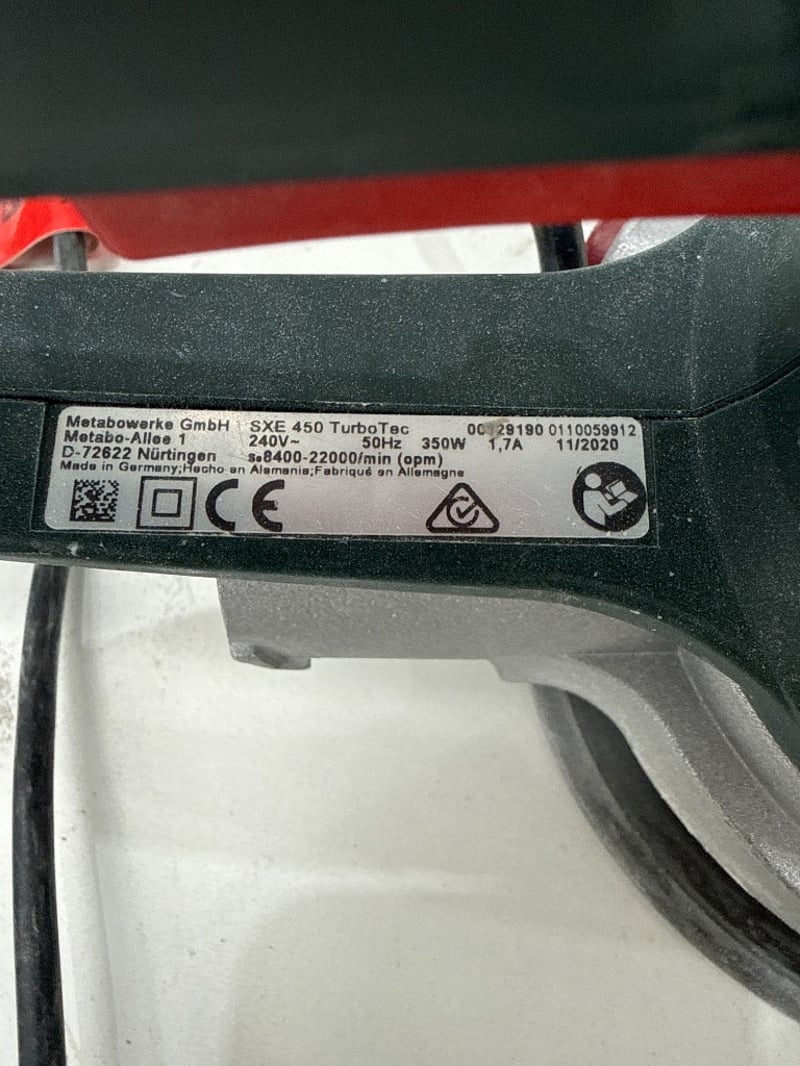 Metabowerke GmbH SXE 450 TurboTec 0110059912
Metabo-Allee 1 240V~ 50Hz 350W 1,7A 11/2020
D-72622 Nürtingen s₀8400-22000/min (opm)
Made in Germany;Hecho en Alemania;Fabriqué en Allemagne
CE